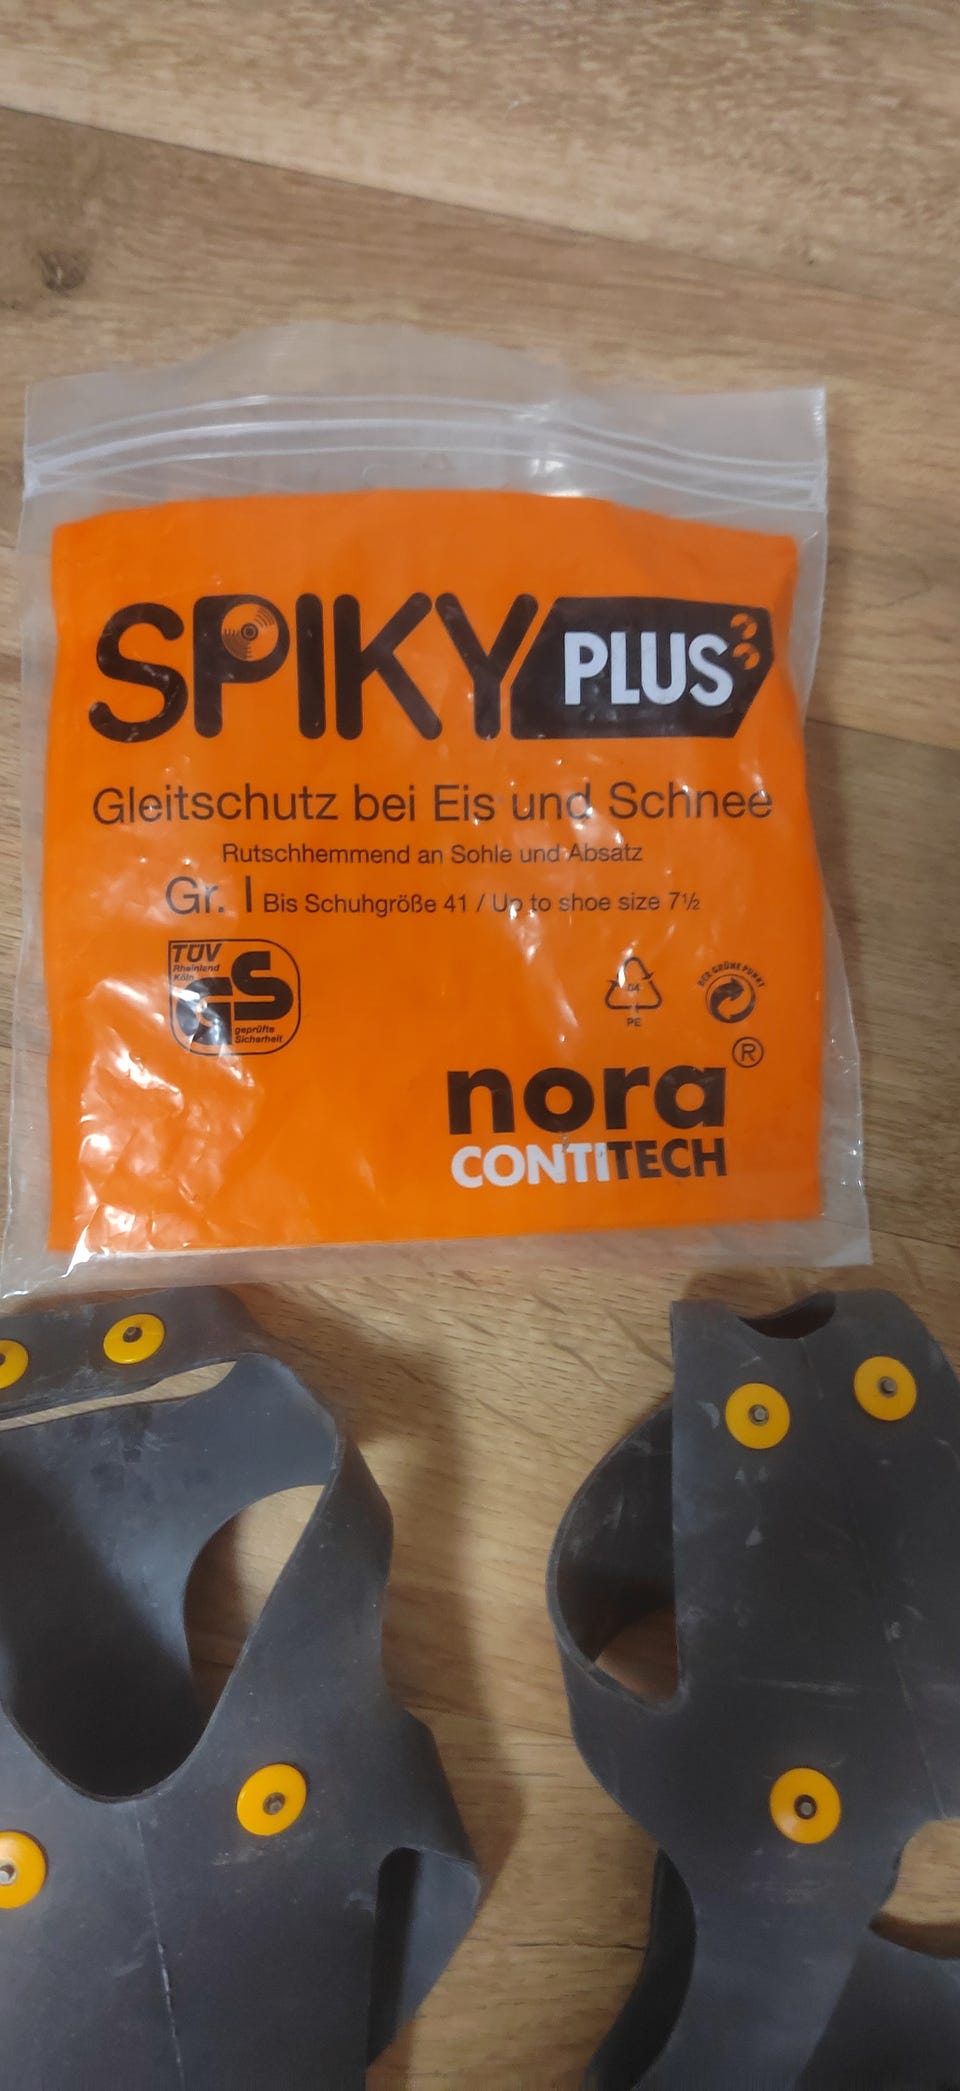 SPIKY PLUS
Gleitschutz bei Eis und Schnee
Rutschhemmend an Sohle und Absatz
Gr. I Bis Schuhgröße 41 / Up to shoe size 7½
TÜV
Rheinland
Köln
GS
geprüfte
Sicherheit
04
PE
DER GRÜNE PUNKT
nora®
CONTITECH